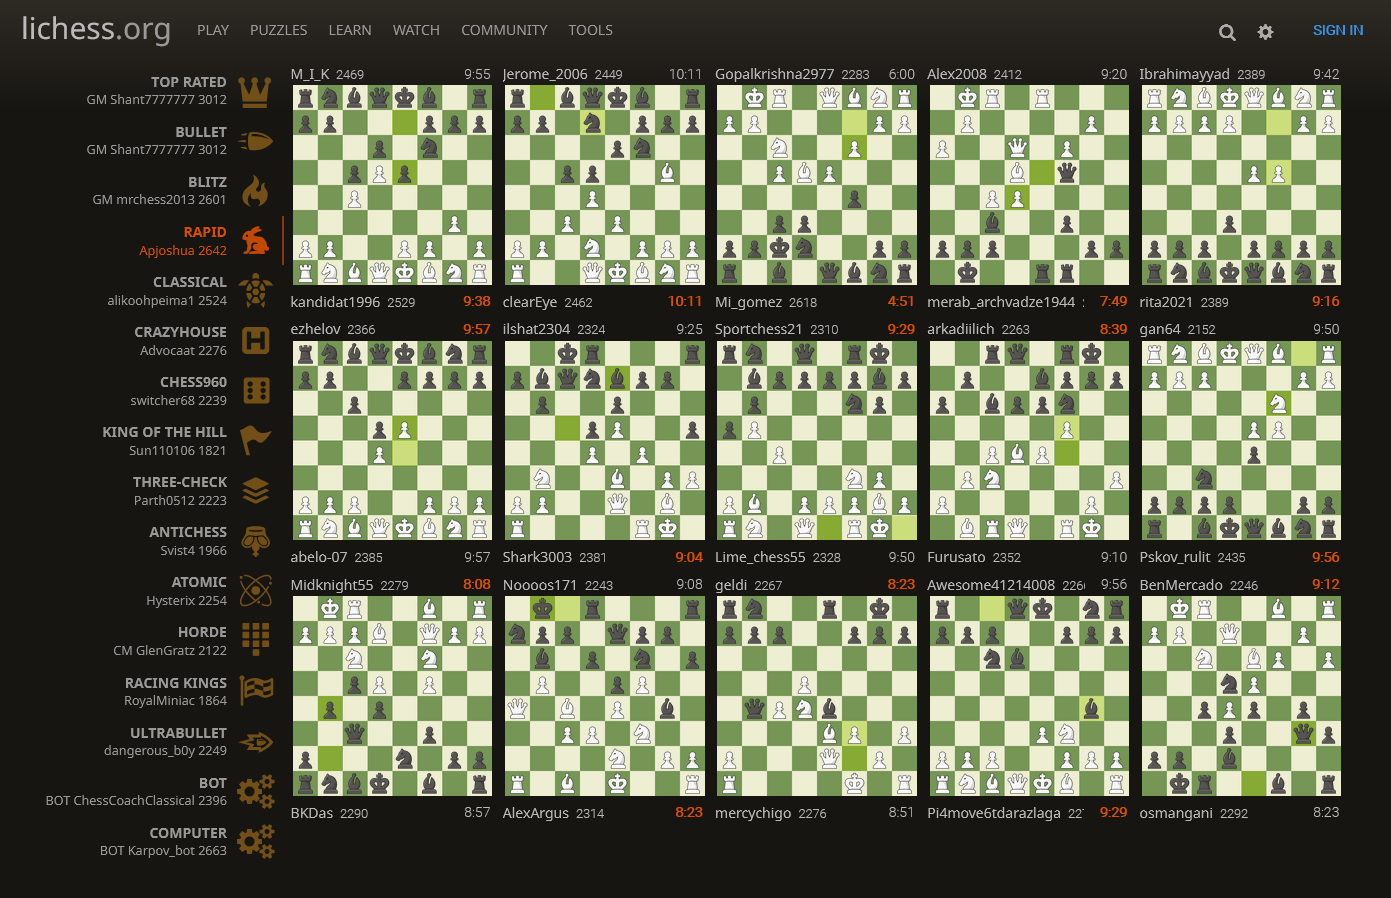 lichess.org PLAY PUZZLES LEARN WATCH COMMUNITY TOOLS SIGN IN
TOP RATED
GM Shant7777777 3012
BULLET
GM Shant7777777 3012
BLITZ
GM mrchess2013 2601
RAPID
Apjoshua 2642
CLASSICAL
alikoohpeima1 2524
CRAZYHOUSE
Advocaat 2276
CHESS960
switcher68 2239
KING OF THE HILL
Sun110106 1821
THREE-CHECK
Parth0512 2223
ANTICHESS
Svist4 1966
ATOMIC
Hysterix 2254
HORDE
CM GlenGratz 2122
RACING KINGS
RoyalMiniac 1864
ULTRABULLET
dangerous_b0y 2249
BOT
BOT ChessCoachClassical 2396
COMPUTER
BOT Karpov_bot 2663
M_I_K 2469 9:55
Jerome_2006 2449 10:11
Gopalkrishna2977 2283 6:00
Alex2008 2412 9:20
Ibrahimayyad 2389 9:42
kandidat1996 2529 9:38
clearEye 2462 10:11
Mi_gomez 2618 4:51
merab_archvadze1944 7:49
rita2021 2389 9:16
ezhelov 2366 9:57
ilshat2304 2324 9:25
Sportchess21 2310 9:29
arkadiilich 2263 8:39
gan64 2152 9:50
abelo-07 2385 9:57
Shark3003 2381 9:04
Lime_chess55 2328 9:50
Furusato 2352 9:10
Pskov_rulit 2435 9:56
Midknight55 2279 8:08
Noooos171 2243 9:08
geldi 2267 8:23
Awesome41214008 226 9:56
BenMercado 2246 9:12
BKDas 2290 8:57
AlexArgus 2314 8:23
mercychigo 2276 8:51
Pi4move6tdarazlaga 22 9:29
osmangani 2292 8:23